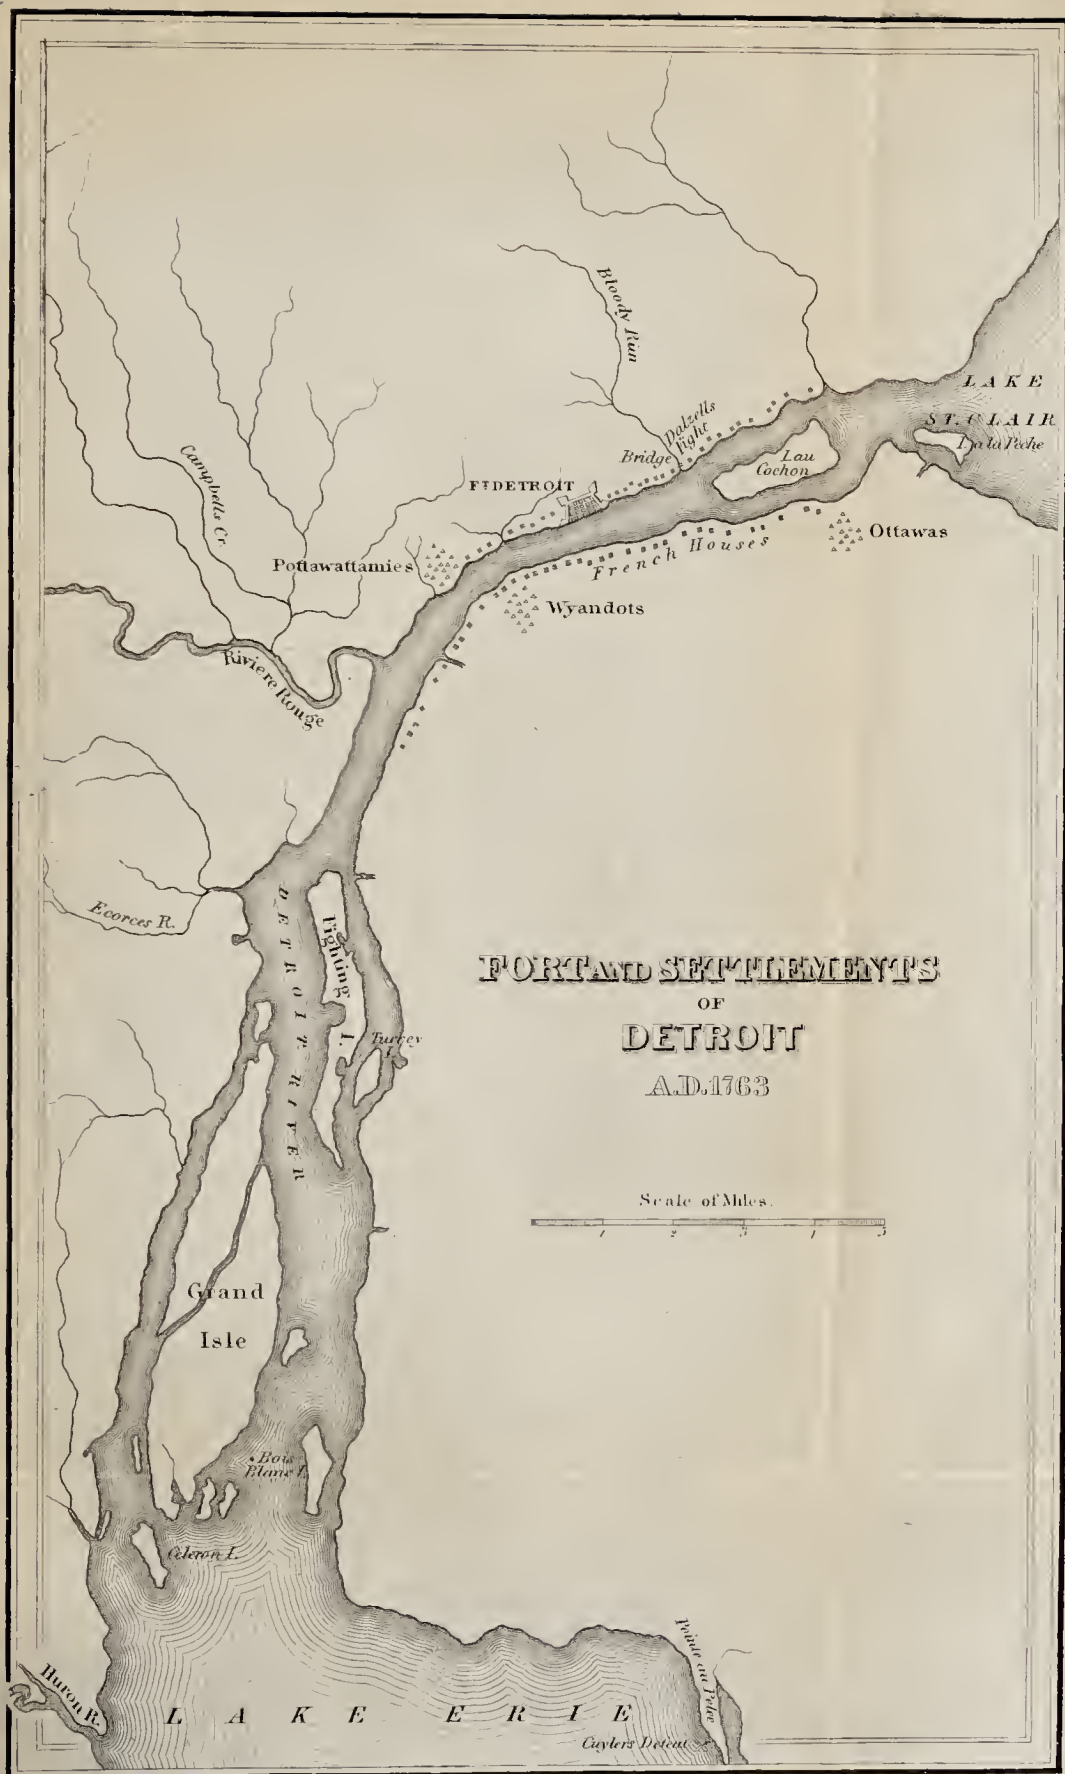 Bloody Run
LAKE
ST. CLAIR
I. a la Peche
Dalzells
fight
Bridge
Lau
Cochon
FT. DETROIT
Campbells Cr.
Ottawas
French Houses
Pottawattamies
Wyandots
Riviere Rouge
Ecorces R.
DETROIT RIVER
Fighting I.
Turkey
I.
FORT AND SETTLEMENTS
OF
DETROIT
A.D. 1763
Scale of Miles.
1 2 3 4 5
Grand
Isle
Bois
Blanc I.
Celeron I.
Pointe au Pelee
Huron R.
LAKE ERIE
Cuylers Defeat